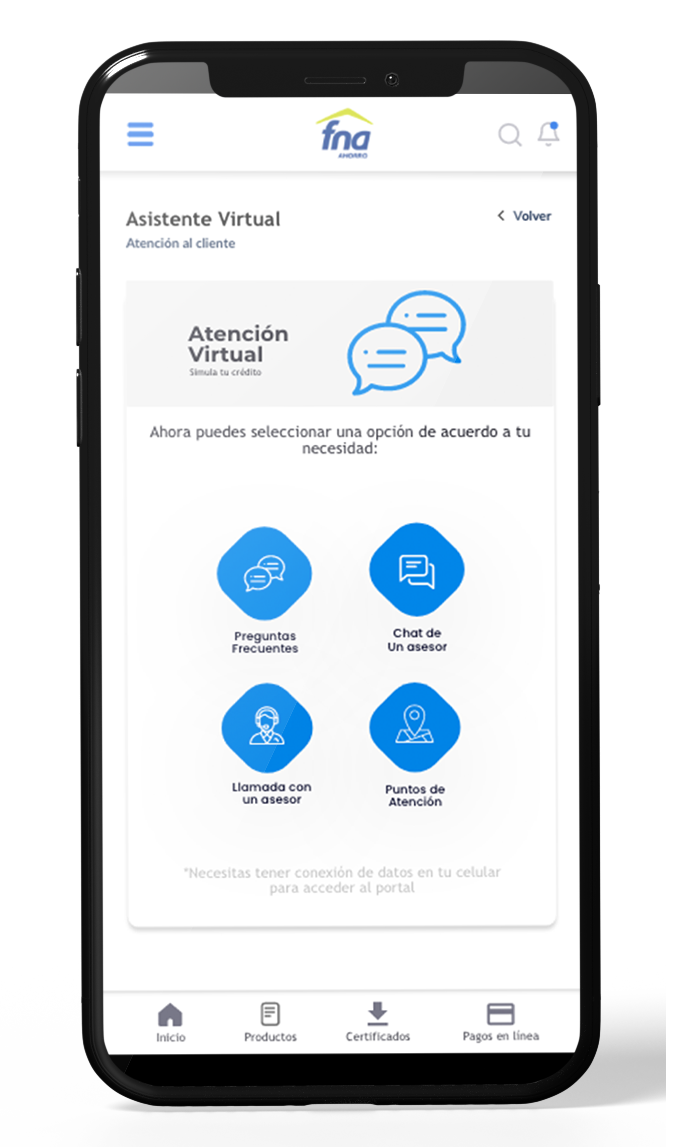 fna
AHORRO
Asistente Virtual
Volver
Atención al cliente
Atención
Virtual
Simula tu crédito
Ahora puedes seleccionar una opción de acuerdo a tu
necesidad:
Preguntas
Frecuentes
Chat de
Un asesor
Llamada con
un asesor
Puntos de
Atención
*Necesitas tener conexión de datos en tu celular
para acceder al portal
Inicio
Productos
Certificados
Pagos en línea